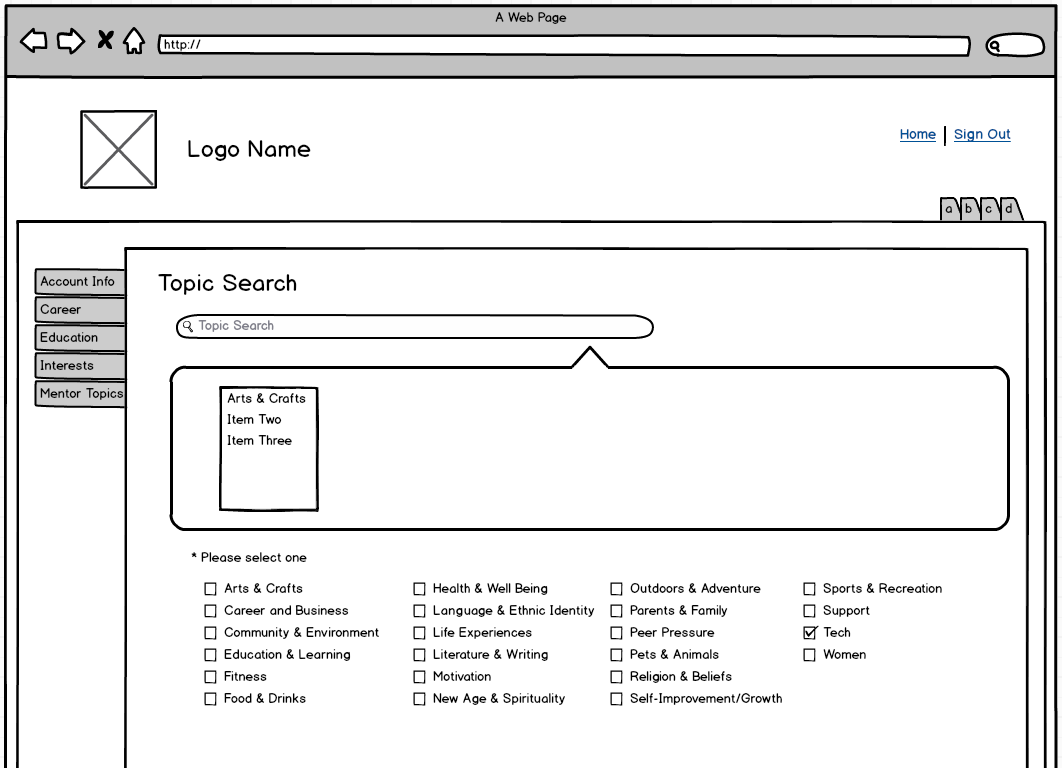 A Web Page
http://
Logo Name
Home | Sign Out
a b c d
Account Info
Career
Education
Interests
Mentor Topics
Topic Search
Topic Search
Arts & Crafts
Item Two
Item Three
* Please select one
Arts & Crafts
Career and Business
Community & Environment
Education & Learning
Fitness
Food & Drinks
Health & Well Being
Language & Ethnic Identity
Life Experiences
Literature & Writing
Motivation
New Age & Spirituality
Outdoors & Adventure
Parents & Family
Peer Pressure
Pets & Animals
Religion & Beliefs
Self-Improvement/Growth
Sports & Recreation
Support
Tech
Women